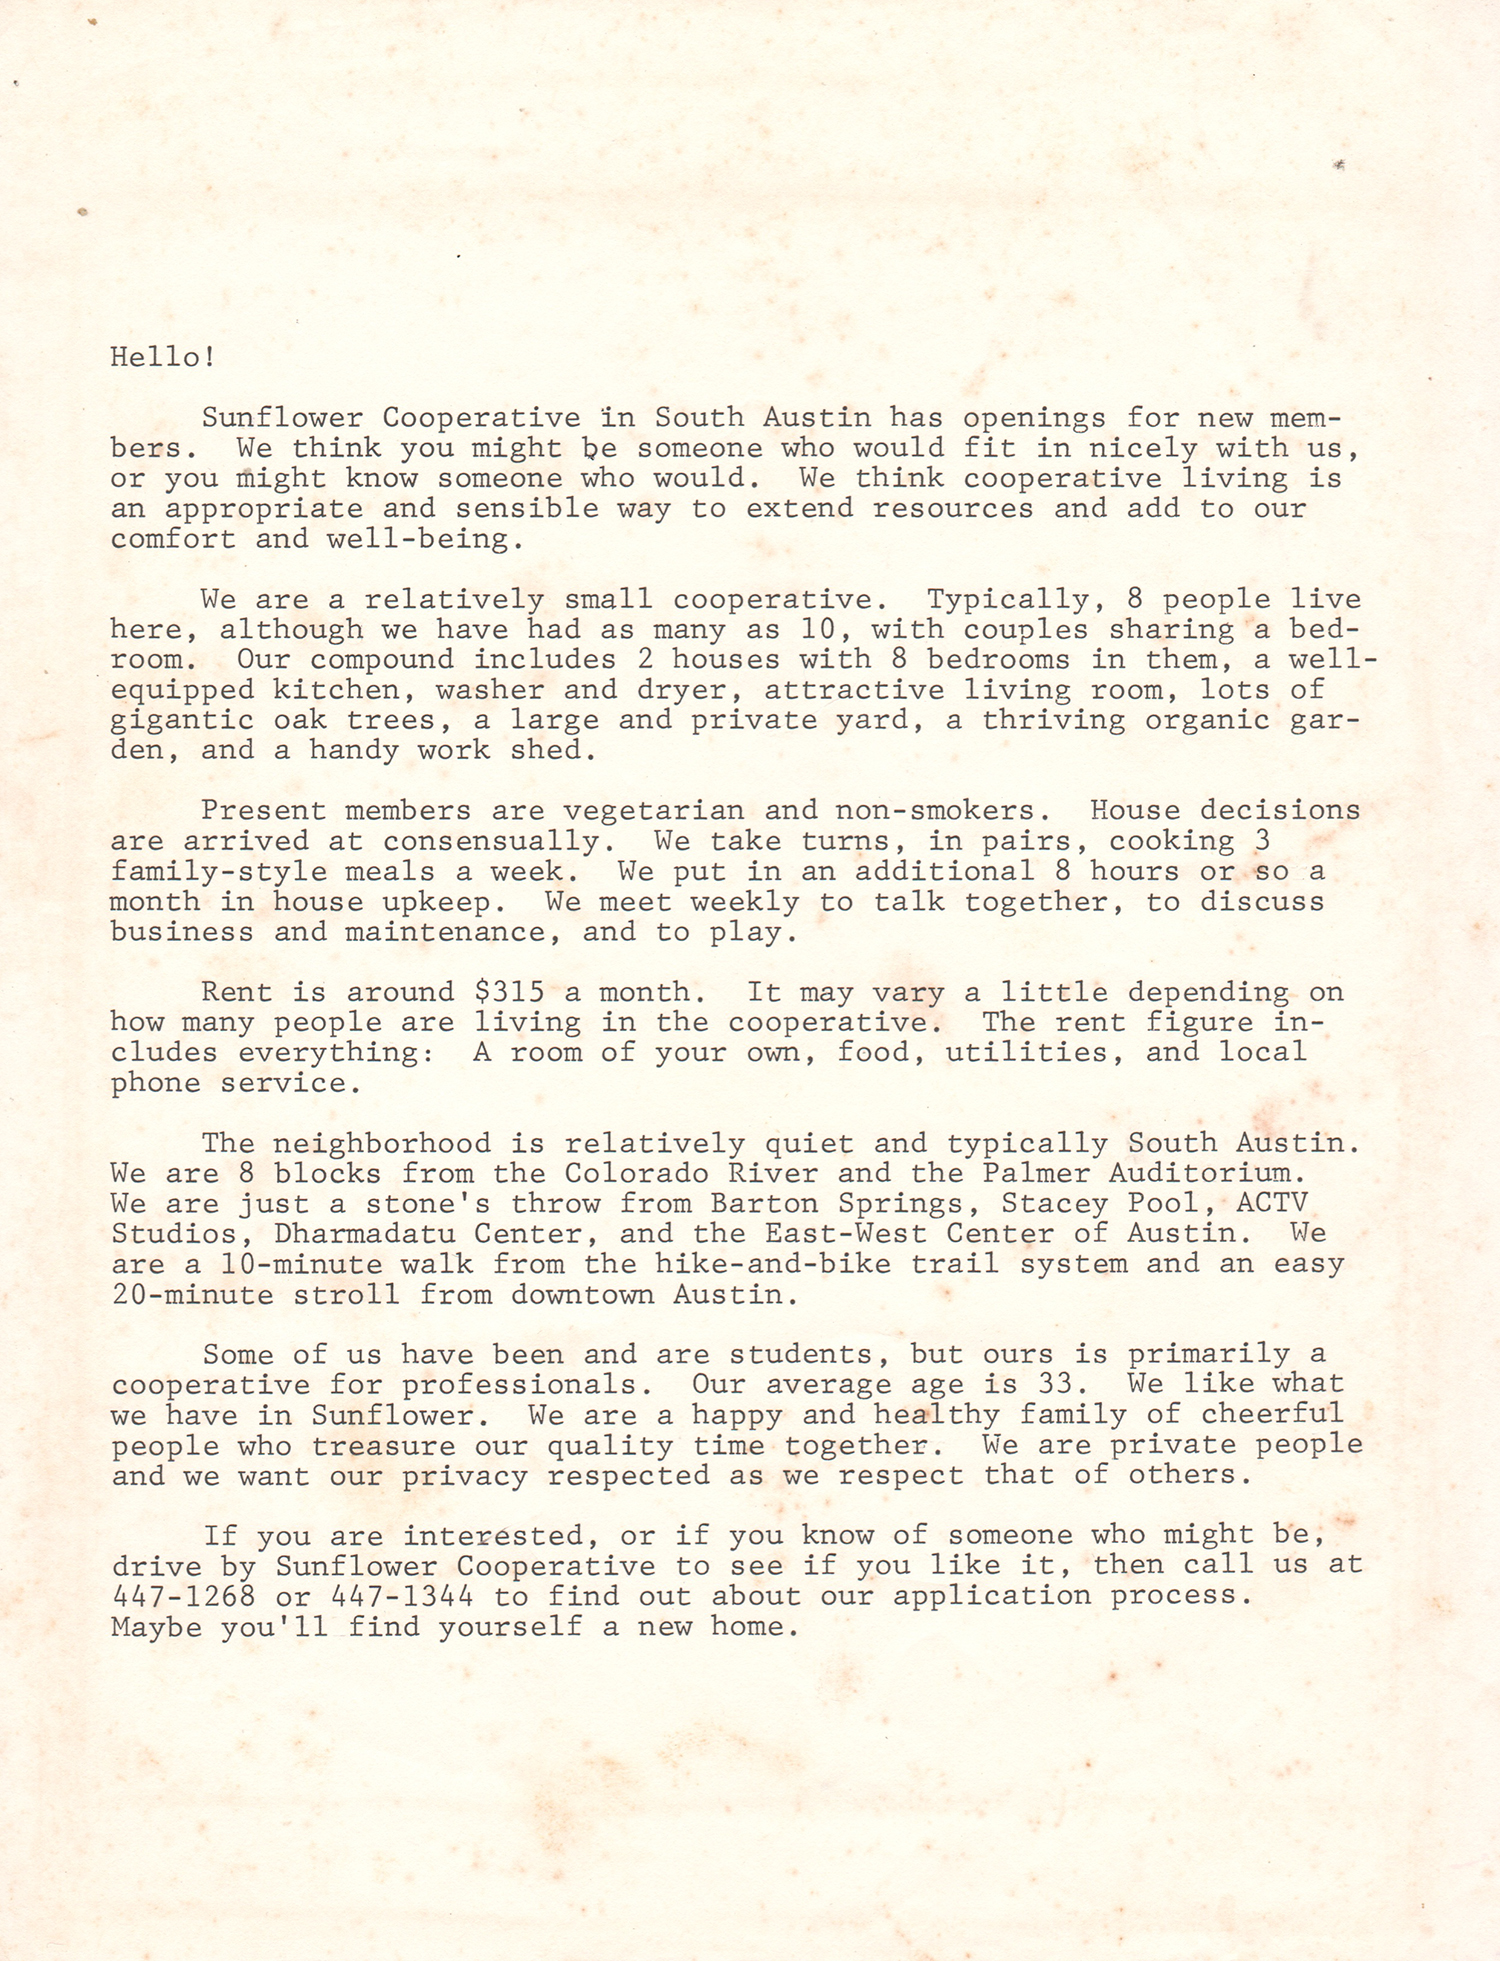 Hello!
Sunflower Cooperative in South Austin has openings for new mem-
bers. We think you might be someone who would fit in nicely with us,
or you might know someone who would. We think cooperative living is
an appropriate and sensible way to extend resources and add to our
comfort and well-being.
We are a relatively small cooperative. Typically, 8 people live
here, although we have had as many as 10, with couples sharing a bed-
room. Our compound includes 2 houses with 8 bedrooms in them, a well-
equipped kitchen, washer and dryer, attractive living room, lots of
gigantic oak trees, a large and private yard, a thriving organic gar-
den, and a handy work shed.
Present members are vegetarian and non-smokers. House decisions
are arrived at consensually. We take turns, in pairs, cooking 3
family-style meals a week. We put in an additional 8 hours or so a
month in house upkeep. We meet weekly to talk together, to discuss
business and maintenance, and to play.
Rent is around $315 a month. It may vary a little depending on
how many people are living in the cooperative. The rent figure in-
cludes everything: A room of your own, food, utilities, and local
phone service.
The neighborhood is relatively quiet and typically South Austin.
We are 8 blocks from the Colorado River and the Palmer Auditorium.
We are just a stone's throw from Barton Springs, Stacey Pool, ACTV
Studios, Dharmadatu Center, and the East-West Center of Austin. We
are a 10-minute walk from the hike-and-bike trail system and an easy
20-minute stroll from downtown Austin.
Some of us have been and are students, but ours is primarily a
cooperative for professionals. Our average age is 33. We like what
we have in Sunflower. We are a happy and healthy family of cheerful
people who treasure our quality time together. We are private people
and we want our privacy respected as we respect that of others.
If you are interested, or if you know of someone who might be,
drive by Sunflower Cooperative to see if you like it, then call us at
447-1268 or 447-1344 to find out about our application process.
Maybe you'll find yourself a new home.